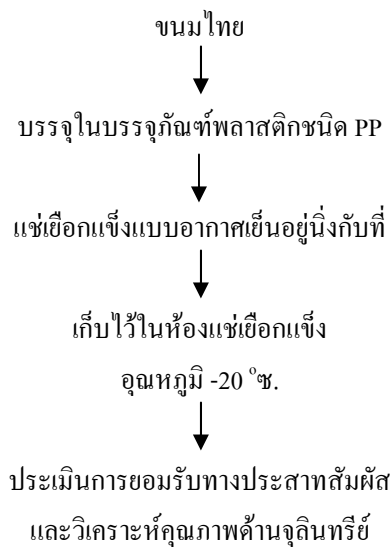 ขนมไทย
บรรจุในบรรจุภัณฑ์พลาสติกชนิด PP
แช่เยือกแข็งแบบอากาศเย็นอยู่นิ่งกับที่
เก็บไว้ในห้องแช่เยือกแข็ง
อุณหภูมิ -20 °ซ.
ประเมินการยอมรับทางประสาทสัมผัส
และวิเคราะห์คุณภาพด้านจุลินทรีย์